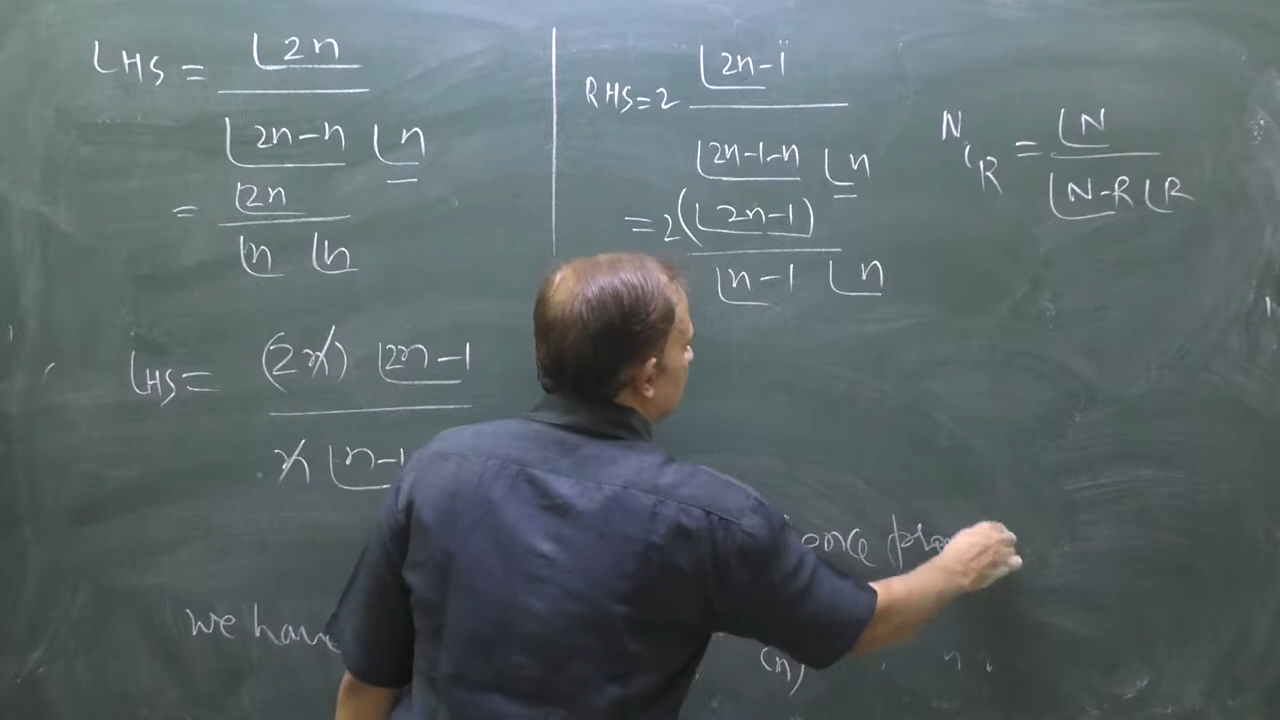 LHS = ⌊2n
⌊2n-n ⌊n
= ⌊2n
⌊n ⌊n
LHS = (2n) ⌊2n-1
n ⌊n-1
we have
RHS = 2 ⌊2n-1
⌊2n-1-n ⌊n
= 2(⌊2n-1)
⌊n-1 ⌊n
N C R = ⌊N
⌊N-R ⌊R